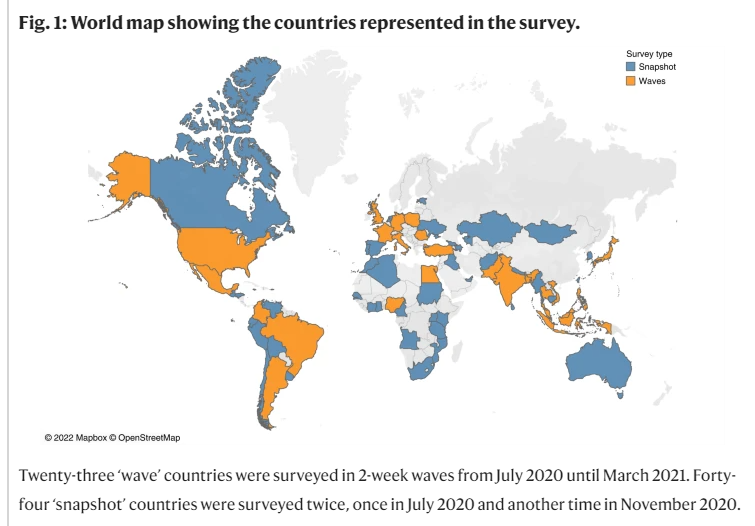 Fig. 1: World map showing the countries represented in the survey.
Survey type
Snapshot
Waves
© 2022 Mapbox © OpenStreetMap
Twenty-three ‘wave’ countries were surveyed in 2-week waves from July 2020 until March 2021. Forty-
four ‘snapshot’ countries were surveyed twice, once in July 2020 and another time in November 2020.